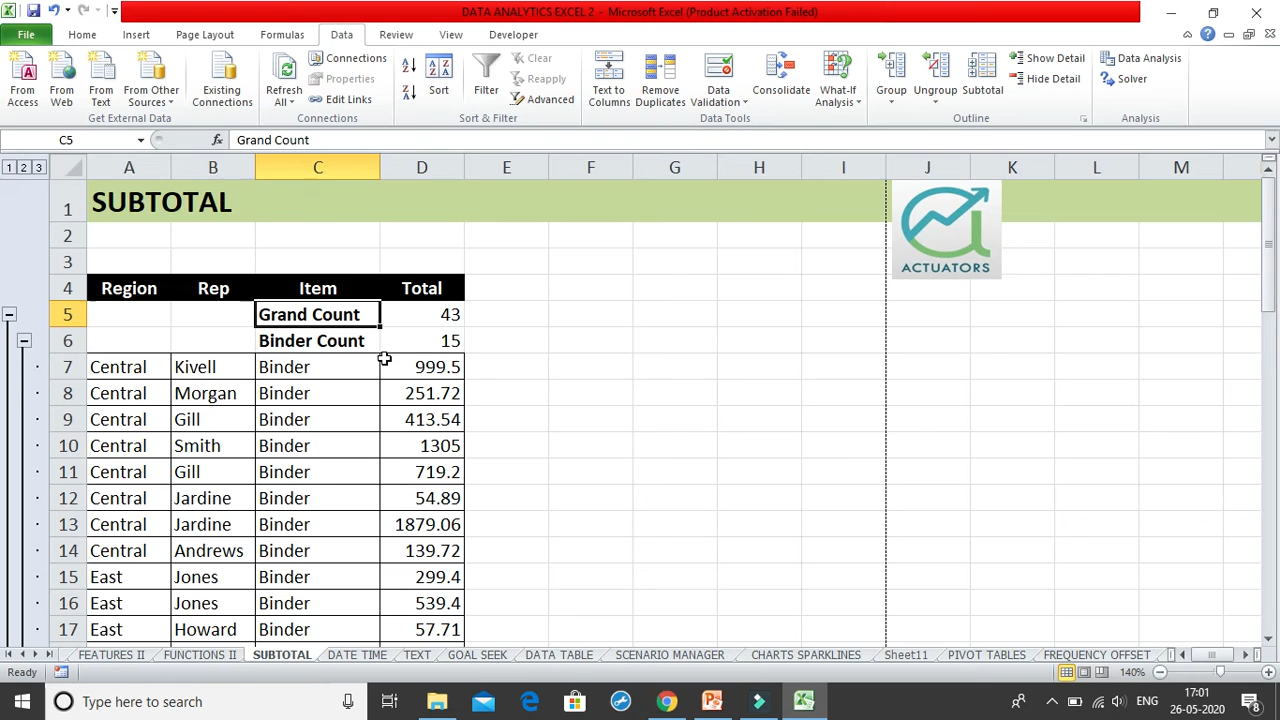 DATA ANALYTICS EXCEL 2 - Microsoft Excel (Product Activation Failed)
File Home Insert Page Layout Formulas Data Review View Developer
From Access From Web From Text From Other Sources Existing Connections Refresh All Connections Properties Edit Links Sort Filter Clear Reapply Advanced Text to Columns Remove Duplicates Data Validation Consolidate What-If Analysis Group Ungroup Subtotal Show Detail Hide Detail Data Analysis Solver
Get External Data Connections Sort & Filter Data Tools Outline Analysis
C5 fx Grand Count
1 2 3 A B C D E F G H I J K L M
1 SUBTOTAL
ACTUATORS
2
3
4 Region Rep Item Total
5 Grand Count 43
6 Binder Count 15
7 Central Kivell Binder 999.5
8 Central Morgan Binder 251.72
9 Central Gill Binder 413.54
10 Central Smith Binder 1305
11 Central Gill Binder 719.2
12 Central Jardine Binder 54.89
13 Central Jardine Binder 1879.06
14 Central Andrews Binder 139.72
15 East Jones Binder 299.4
16 East Jones Binder 539.4
17 East Howard Binder 57.71
FEATURES II FUNCTIONS II SUBTOTAL DATE TIME TEXT GOAL SEEK DATA TABLE SCENARIO MANAGER CHARTS SPARKLINES Sheet11 PIVOT TABLES FREQUENCY OFFSET
Ready 140%
Type here to search ENG 17:01
26-05-2020 8